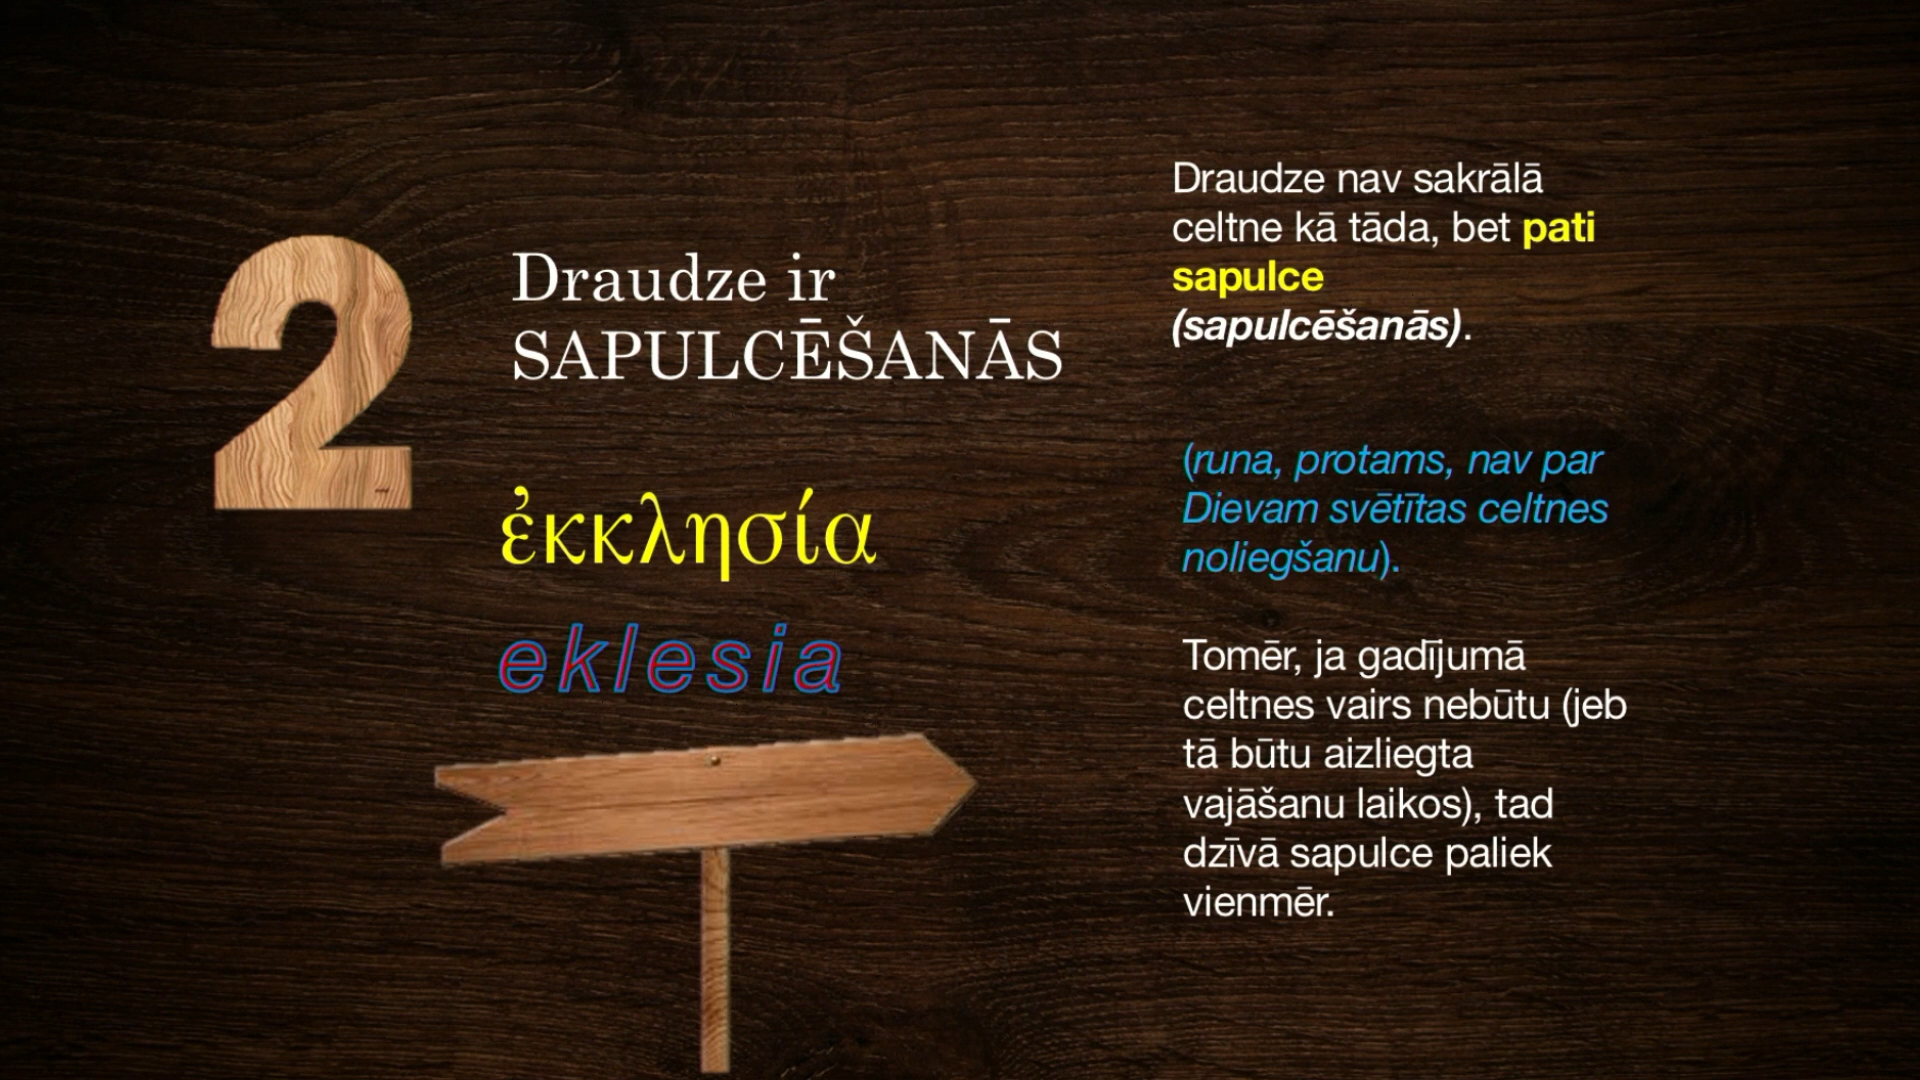 2
Draudze ir
SAPULCĒŠANĀS
ἐκκλησία
eklesia
Draudze nav sakrālā
celtne kā tāda, bet pati
sapulce
(sapulcēšanās).
(runa, protams, nav par
Dievam svētītas celtnes
noliegšanu).
Tomēr, ja gadījumā
celtnes vairs nebūtu (jeb
tā būtu aizliegta
vajāšanu laikos), tad
dzīvā sapulce paliek
vienmēr.